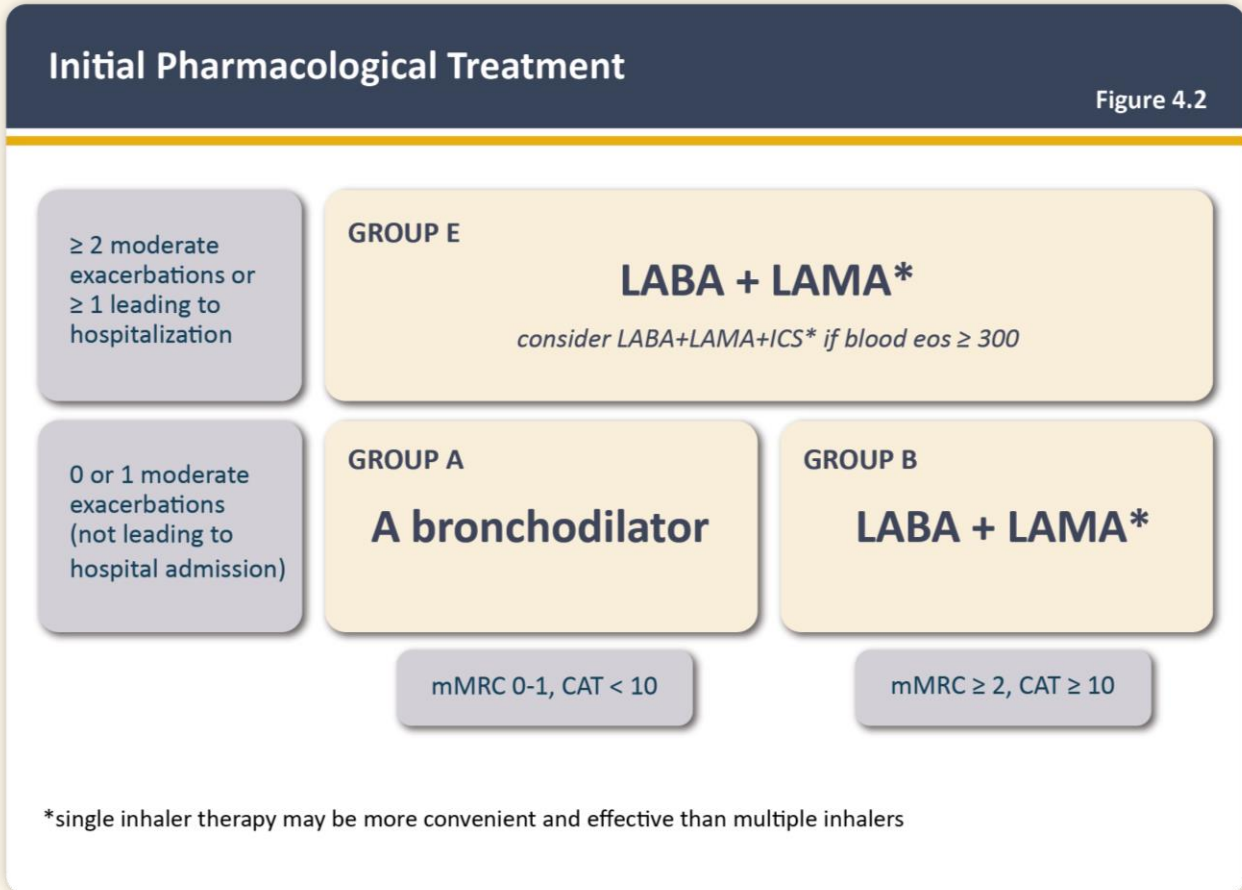 Initial Pharmacological Treatment
Figure 4.2
≥ 2 moderate
exacerbations or
≥ 1 leading to
hospitalization
GROUP E
LABA + LAMA*
consider LABA+LAMA+ICS* if blood eos ≥ 300
0 or 1 moderate
exacerbations
(not leading to
hospital admission)
GROUP A
A bronchodilator
GROUP B
LABA + LAMA*
mMRC 0-1, CAT < 10
mMRC ≥ 2, CAT ≥ 10
*single inhaler therapy may be more convenient and effective than multiple inhalers